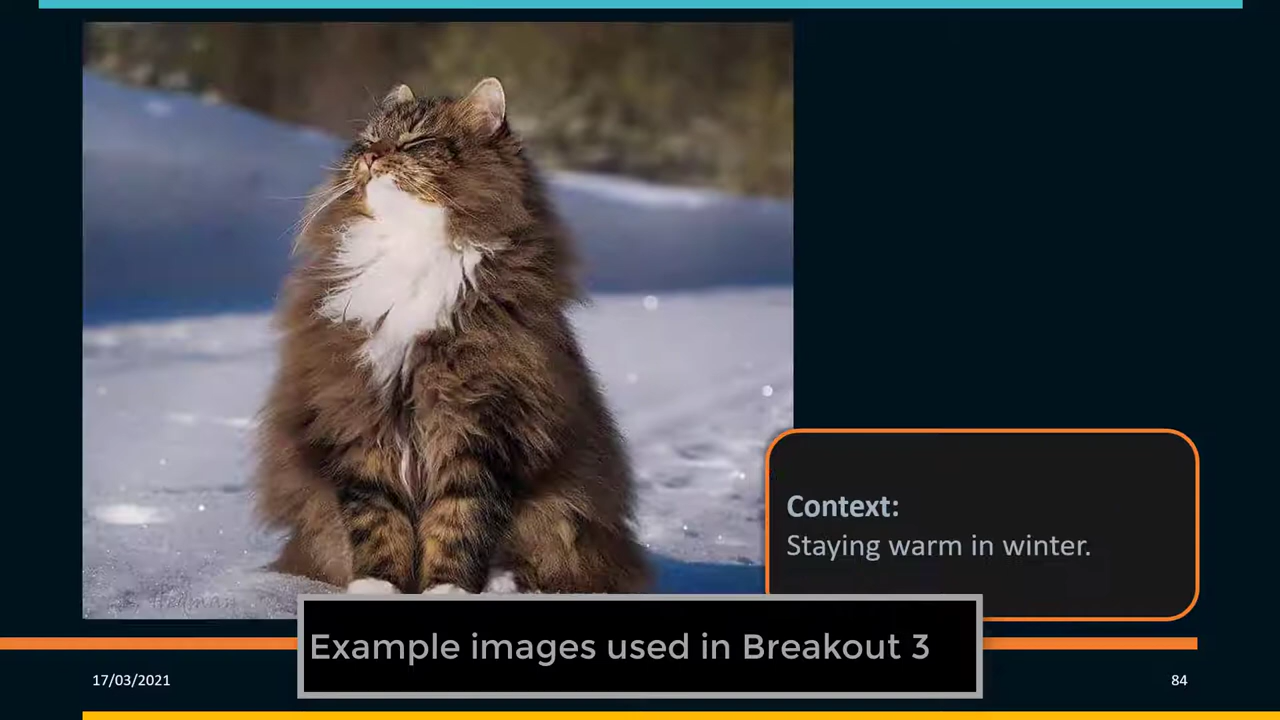 Context:
Staying warm in winter.
Example images used in Breakout 3
17/03/2021
84